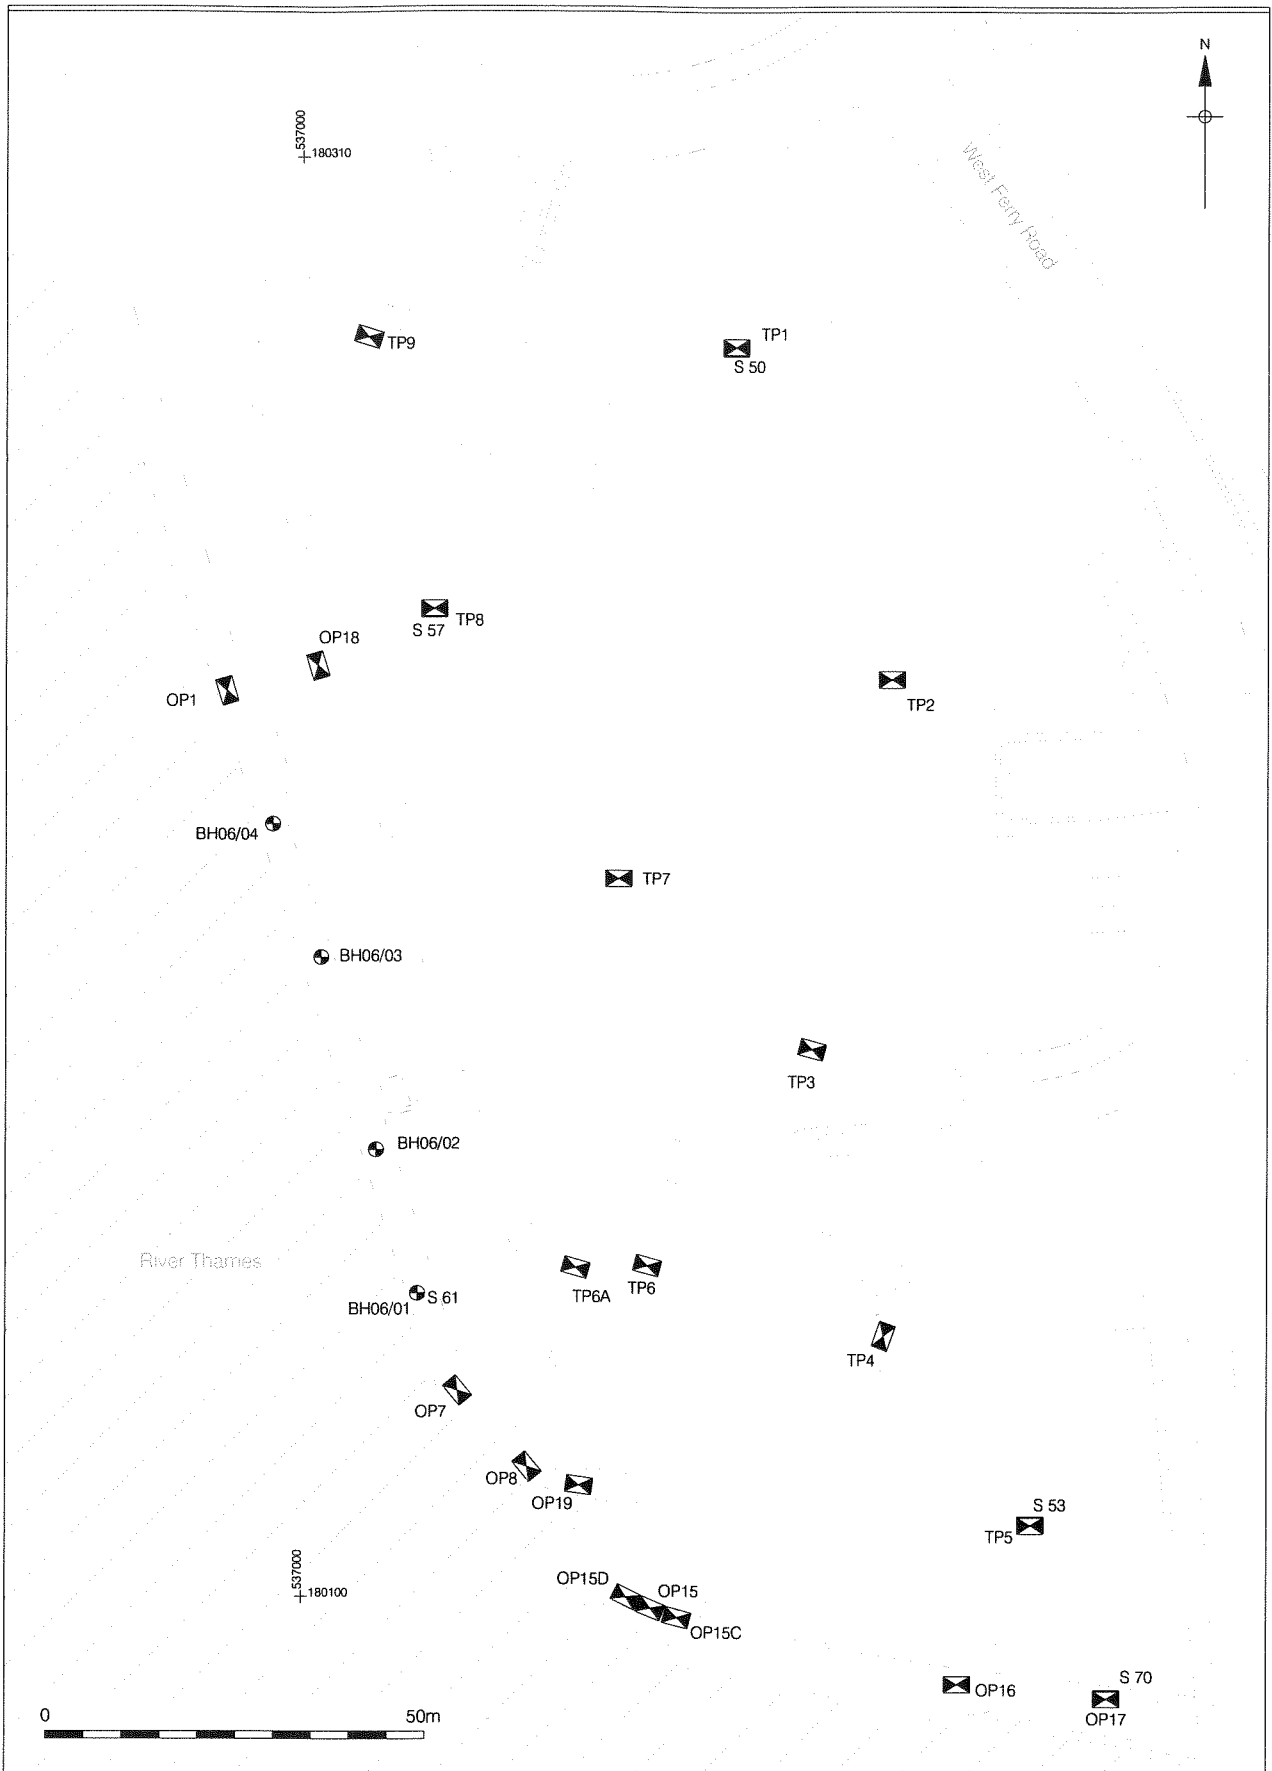 N
537000
180310
West Ferry Road
TP9
TP1
S 50
TP8
S 57
OP18
OP1
TP2
BH06/04
TP7
BH06/03
TP3
BH06/02
River Thames
TP6A
TP6
BH06/01
S 61
TP4
OP7
OP8
OP19
S 53
TP5
537000
180100
OP15D
OP15
OP15C
OP16
S 70
OP17
0
50m